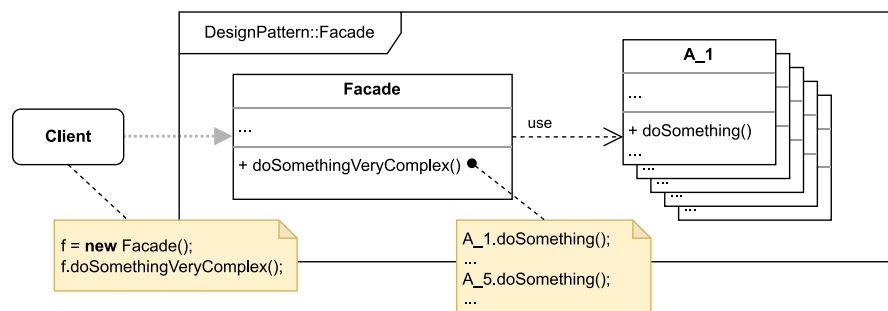 DesignPattern::Facade
Client
Facade
...
+ doSomethingVeryComplex()
use
A_1
...
+ doSomething()
...
...
...
...
...
f = new Facade();
f.doSomethingVeryComplex();
A_1.doSomething();
...
A_5.doSomething();
...